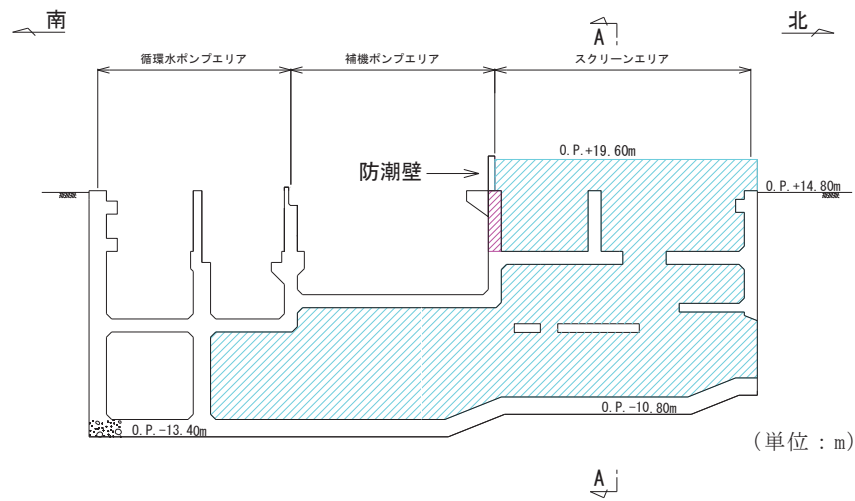 南
A
北
循環水ポンプエリア
補機ポンプエリア
スクリーンエリア
O.P.+19.60m
防潮壁
O.P.+14.80m
O.P.-10.80m
O.P.-13.40m
(単位:m)
A